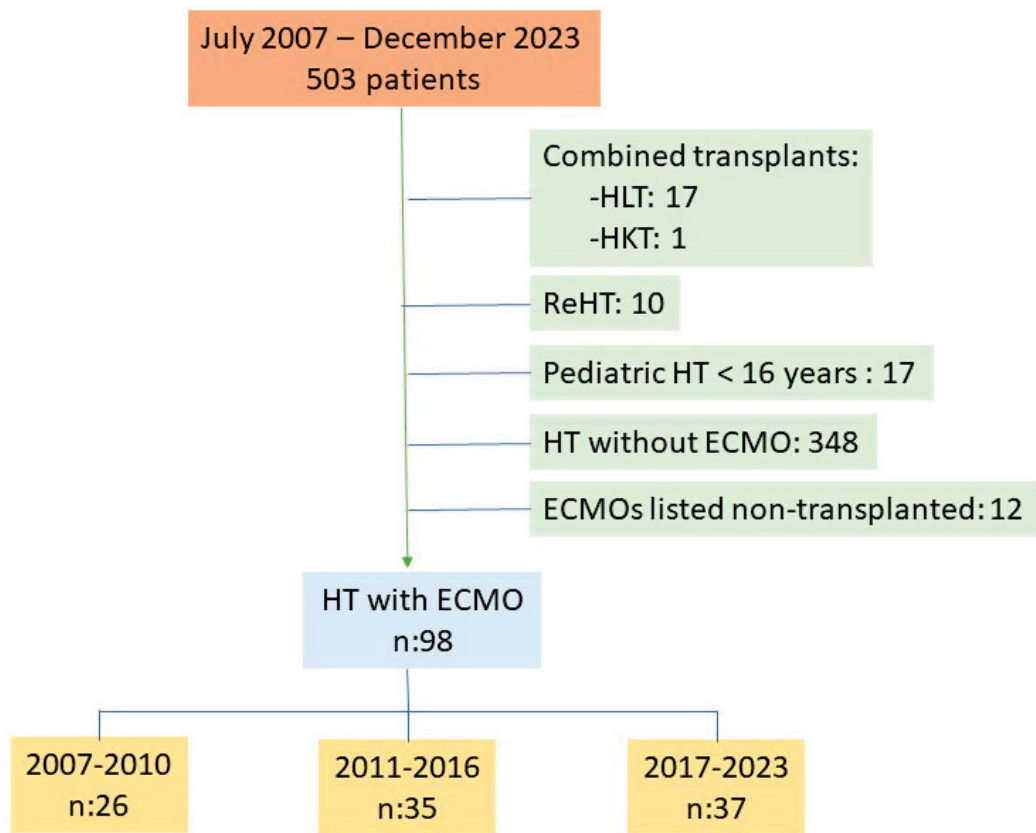 July 2007 – December 2023
503 patients
Combined transplants:
-HLT: 17
-HKT: 1
ReHT: 10
Pediatric HT < 16 years : 17
HT without ECMO: 348
ECMOs listed non-transplanted: 12
HT with ECMO
n:98
2007-2010
n:26
2011-2016
n:35
2017-2023
n:37